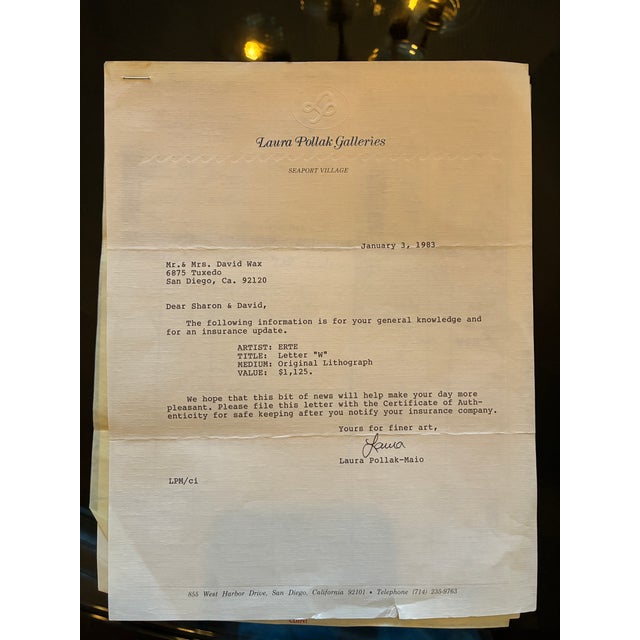 Laura Pollak Galleries
SEAPORT VILLAGE
January 3, 1983
Mr.& Mrs. David Wax
6875 Tuxedo
San Diego, Ca. 92120
Dear Sharon & David,
The following information is for your general knowledge and
for an insurance update.
ARTIST: ERTE
TITLE: Letter "W"
MEDIUM: Original Lithograph
VALUE: $1,125.
We hope that this bit of news will help make your day more
pleasant. Please file this letter with the Certificate of Auth-
enticity for safe keeping after you notify your insurance company.
Yours for finer art,
Laura
Laura Pollak-Maio
LPM/ci
855 West Harbor Drive, San Diego, California 92101 • Telephone (714) 235-9763